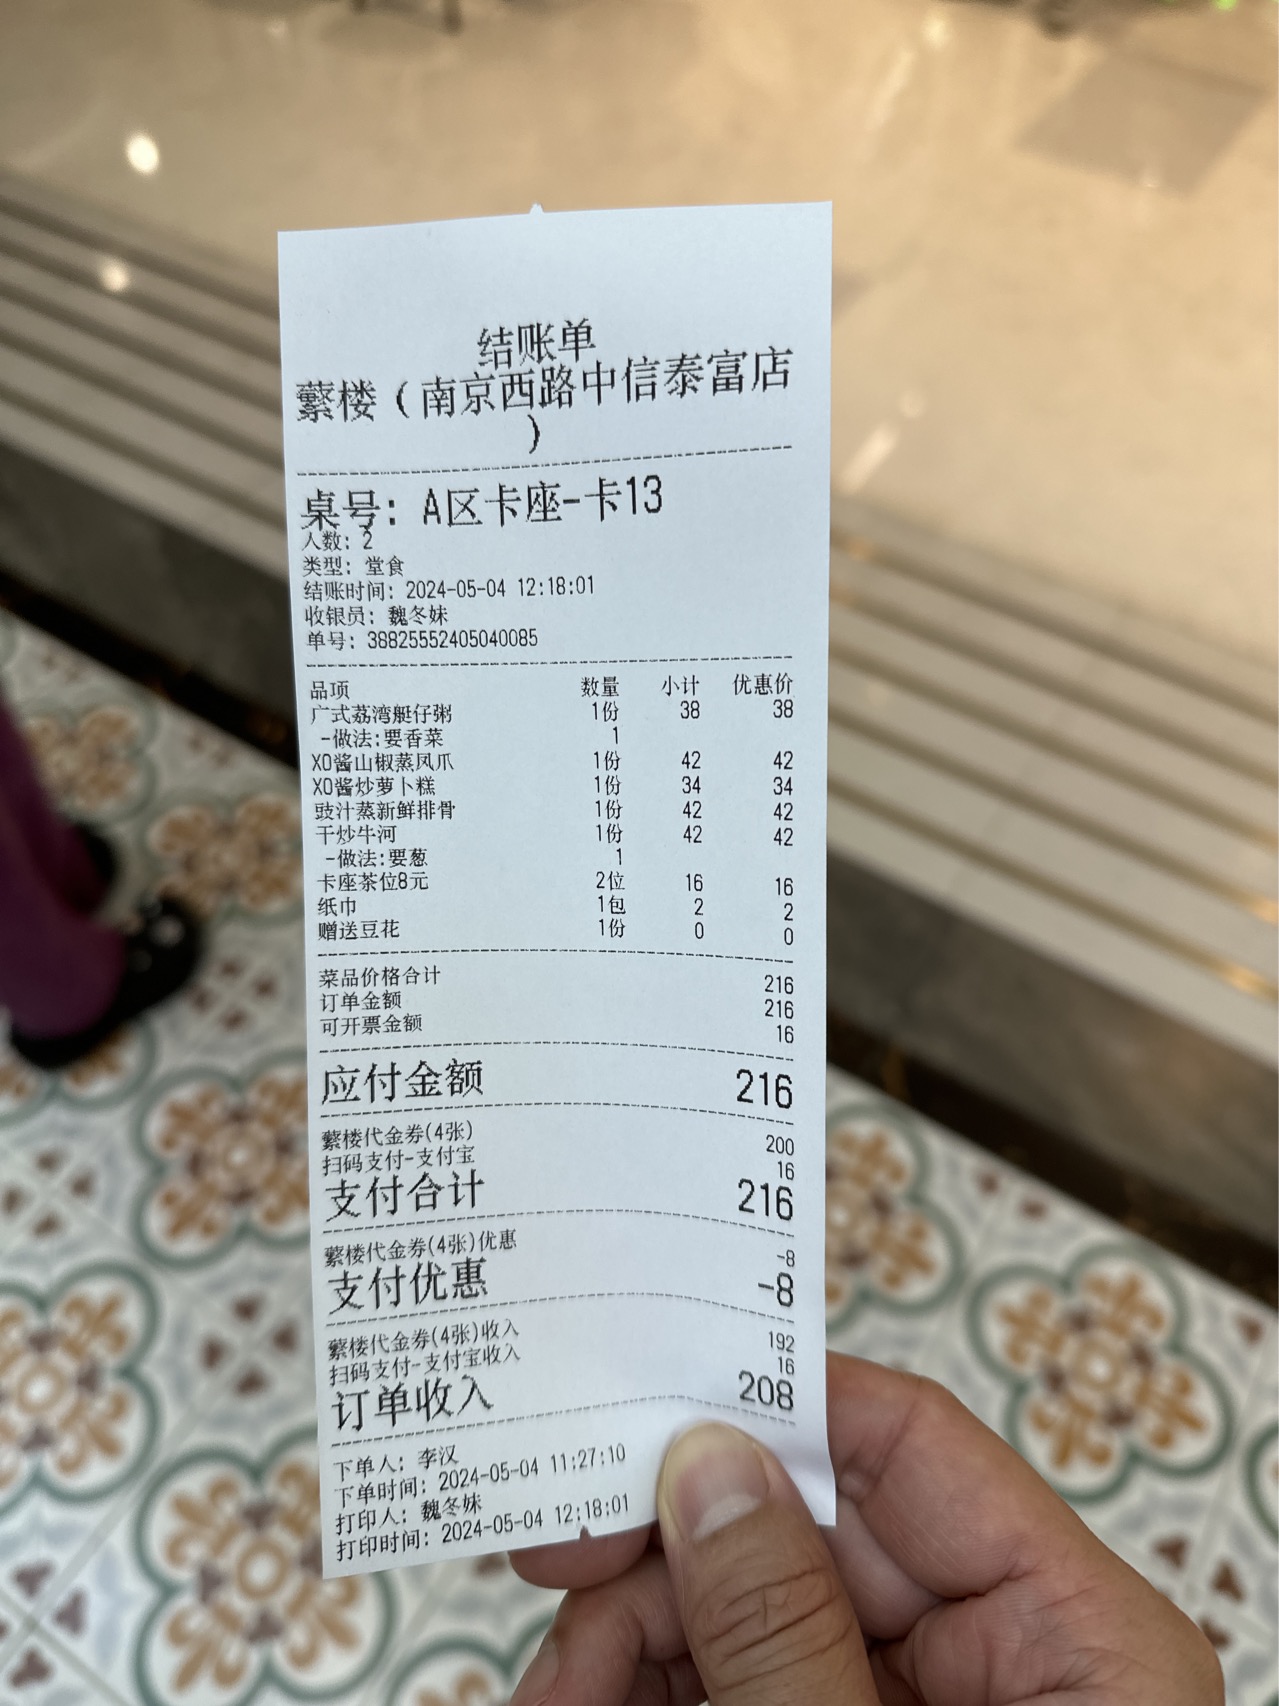 结账单
蘩楼（南京西路中信泰富店
）
桌号：A区卡座-卡13
人数：2
类型：堂食
结账时间：2024-05-04 12:18:01
收银员：魏冬妹
单号：38825552405040085
品项 数量 小计 优惠价
广式荔湾艇仔粥 1份 38 38
-做法:要香菜 1
XO酱山椒蒸凤爪 1份 42 42
XO酱炒萝卜糕 1份 34 34
豉汁蒸新鲜排骨 1份 42 42
干炒牛河 1份 42 42
-做法:要葱 1
卡座茶位8元 2位 16 16
纸巾 1包 2 2
赠送豆花 1份 0 0
菜品价格合计 216
订单金额 216
可开票金额 16
应付金额 216
蘩楼代金券(4张) 200
扫码支付-支付宝 16
支付合计 216
蘩楼代金券(4张)优惠 -8
支付优惠 -8
蘩楼代金券(4张)收入 192
扫码支付-支付宝收入 16
订单收入 208
下单人：李汉
下单时间：2024-05-04 11:27:10
打印人：魏冬妹
打印时间：2024-05-04 12:18:01